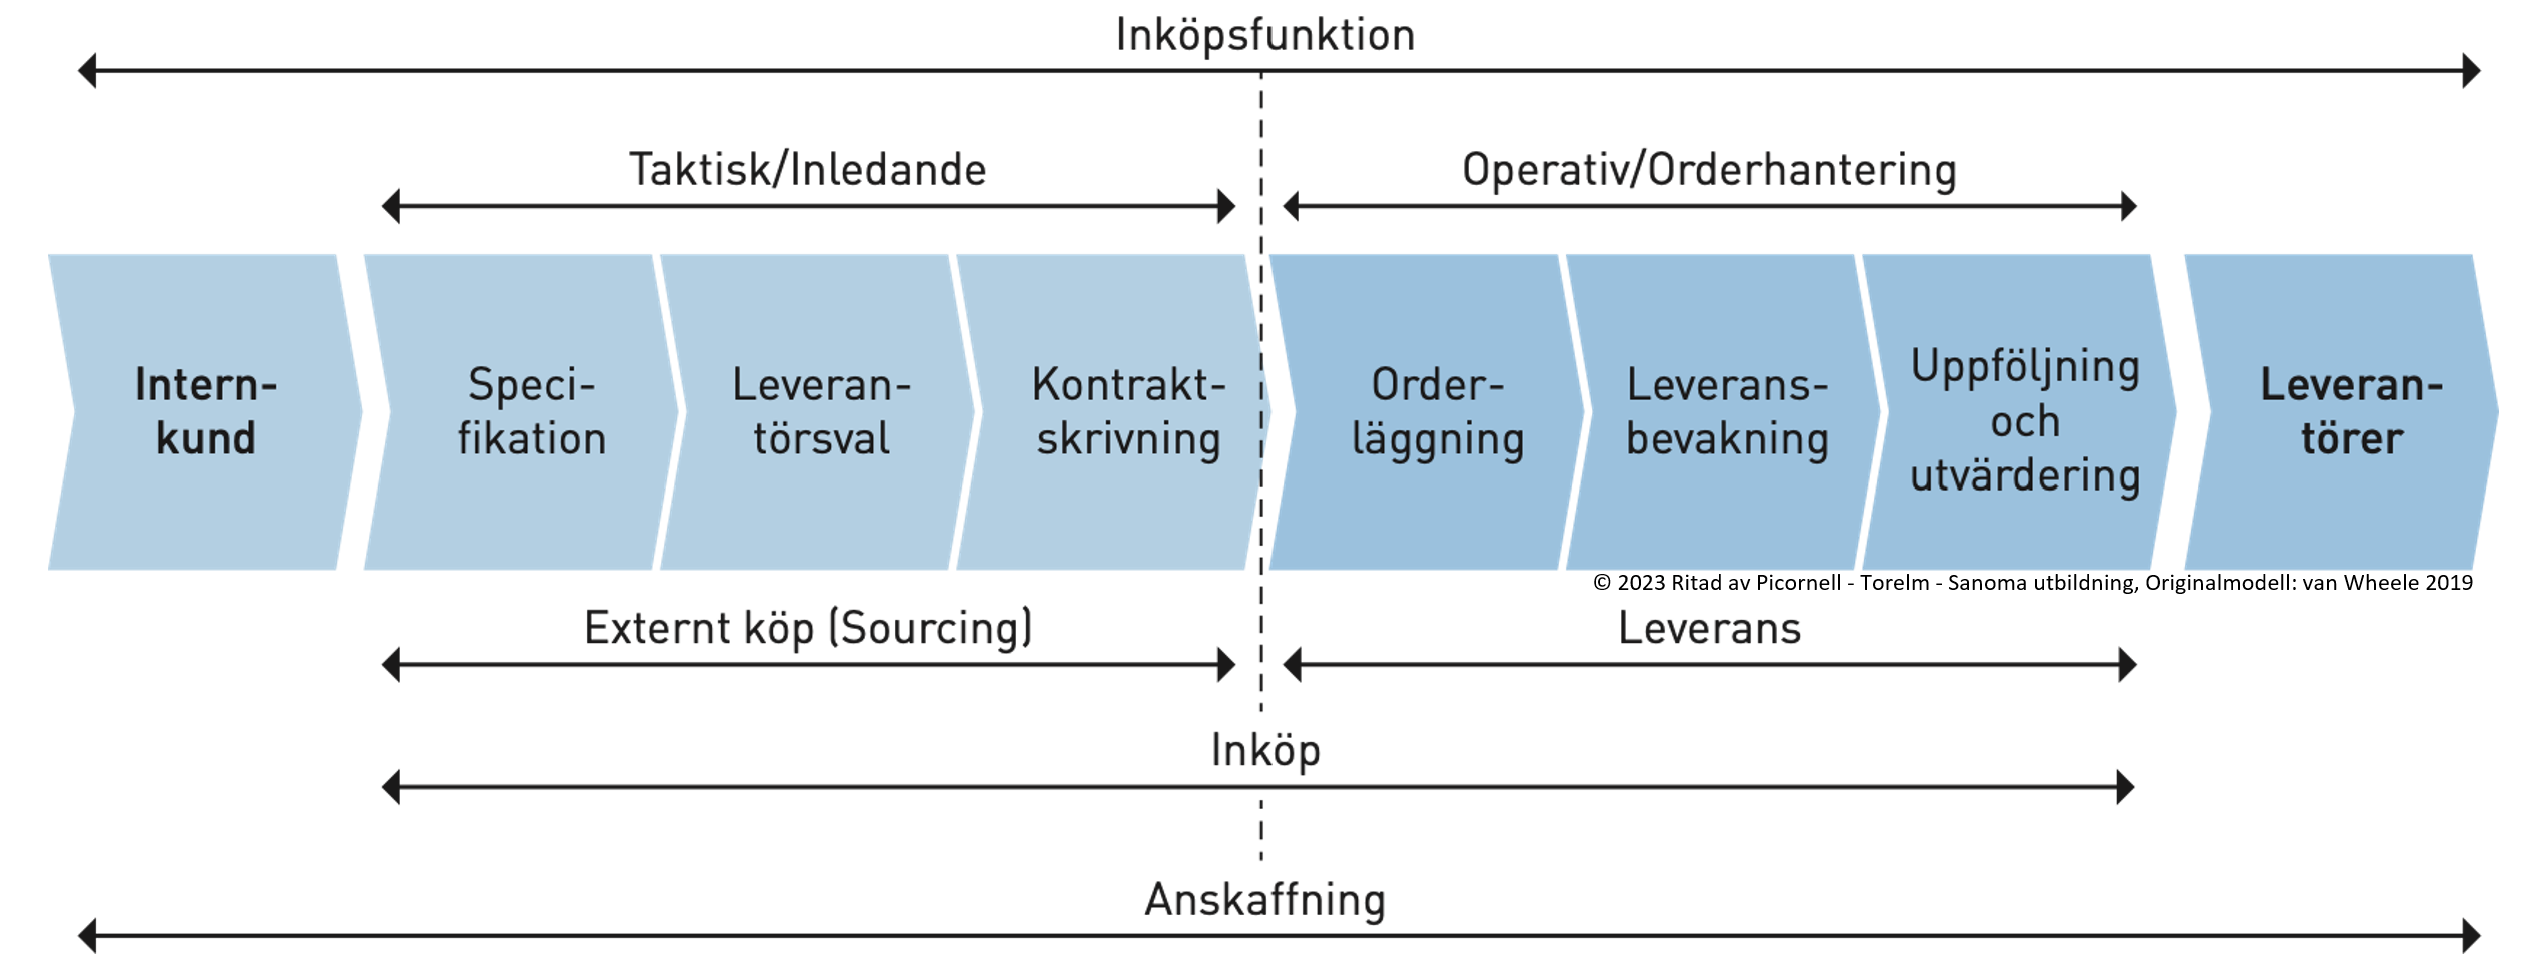 Inköpsfunktion
Taktisk/Inledande
Operativ/Orderhantering
Intern-
kund
Speci-
fikation
Leveran-
törsval
Kontrakt-
skrivning
Order-
läggning
Leverans-
bevakning
Uppföljning
och
utvärdering
Leveran-
törer
© 2023 Ritad av Picornell - Torelm - Sanoma utbildning, Originalmodell: van Wheele 2019
Externt köp (Sourcing)
Leverans
Inköp
Anskaffning